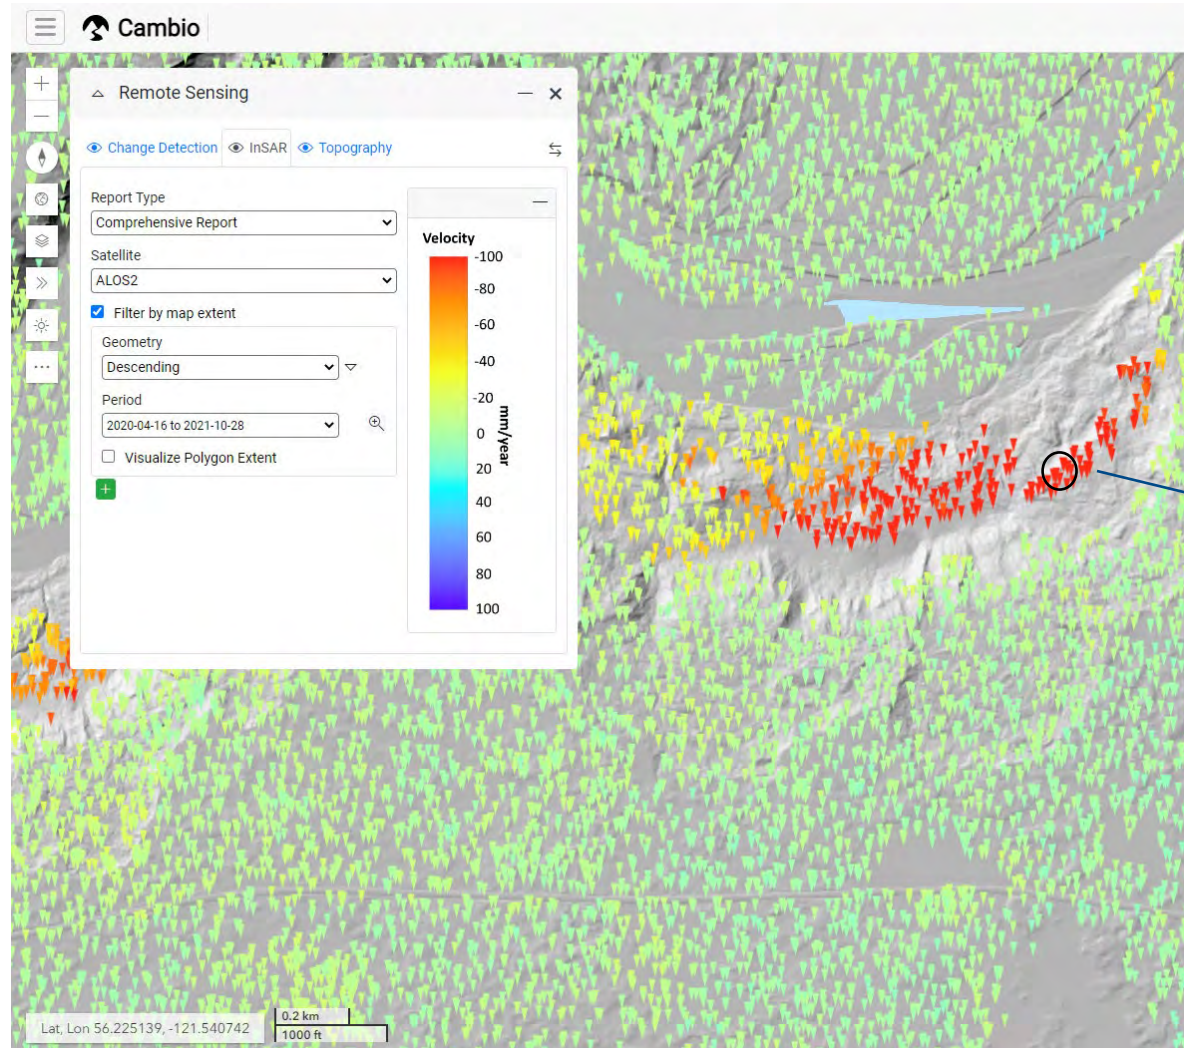 Cambio
Remote Sensing
Change Detection InSAR Topography
Report Type
Comprehensive Report
Satellite
ALOS2
Filter by map extent
Geometry
Descending
Period
2020-04-16 to 2021-10-28
Visualize Polygon Extent
Velocity
-100
-80
-60
-40
-20
0
20
40
60
80
100
mm/year
Lat, Lon 56.225139, -121.540742
0.2 km
1000 ft